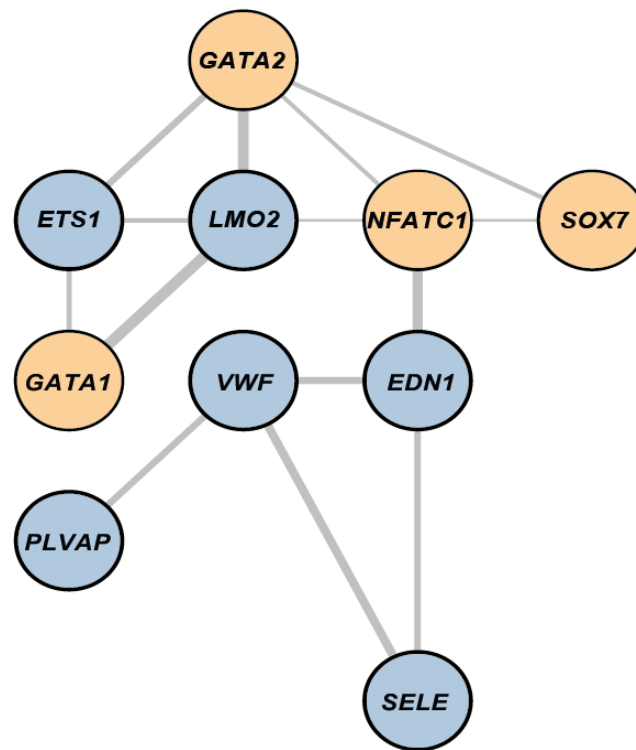 GATA2
ETS1
LMO2
NFATC1
SOX7
GATA1
VWF
EDN1
PLVAP
SELE